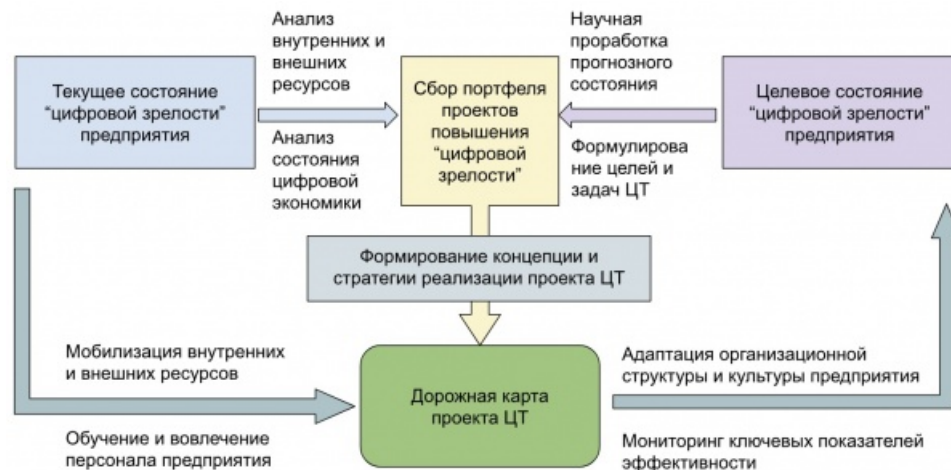 Текущее состояние
“цифровой зрелости”
предприятия
Анализ
внутренних и
внешних
ресурсов
Анализ
состояния
цифровой
экономики
Сбор портфеля
проектов
повышения
“цифровой
зрелости”
Научная
проработка
прогнозного
состояния
Формулирова
ние целей и
задач ЦТ
Целевое состояние
“цифровой зрелости”
предприятия
Формирование концепции и
стратегии реализации проекта ЦТ
Мобилизация внутренних
и внешних ресурсов
Обучение и вовлечение
персонала предприятия
Дорожная карта
проекта ЦТ
Адаптация организационной
структуры и культуры предприятия
Мониторинг ключевых показателей
эффективности